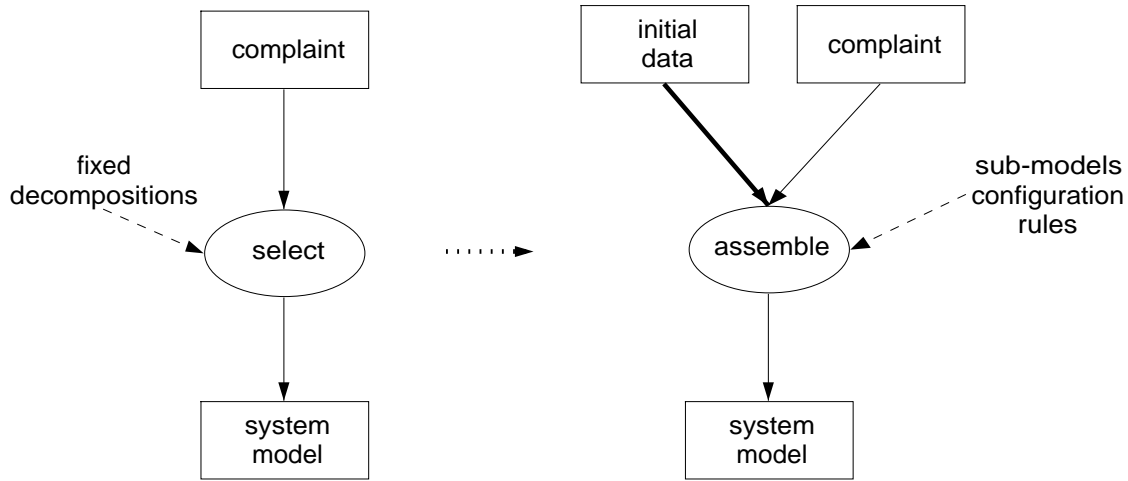 complaint
fixed
decompositions
select
system
model
initial
data
complaint
sub-models
configuration
rules
assemble
system
model